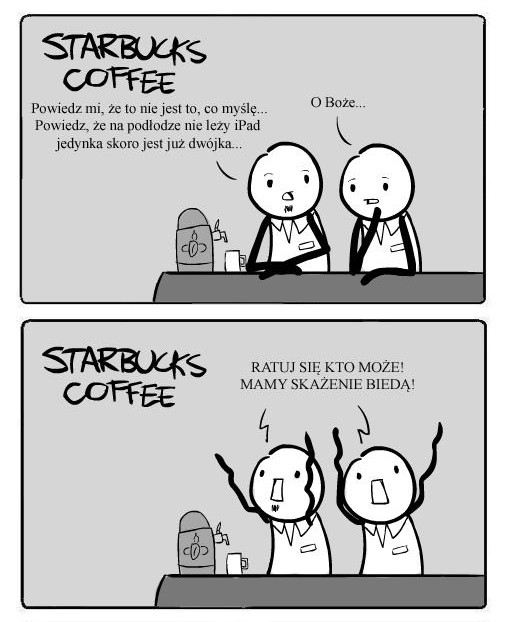 STARBUCKS
COFFEE
Powiedz mi, że to nie jest to, co myślę...
Powiedz, że na podłodze nie leży iPad
jedynka skoro jest już dwójka...
O Boże...
STARBUCKS
COFFEE
RATUJ SIĘ KTO MOŻE!
MAMY SKAŻENIE BIEDĄ!